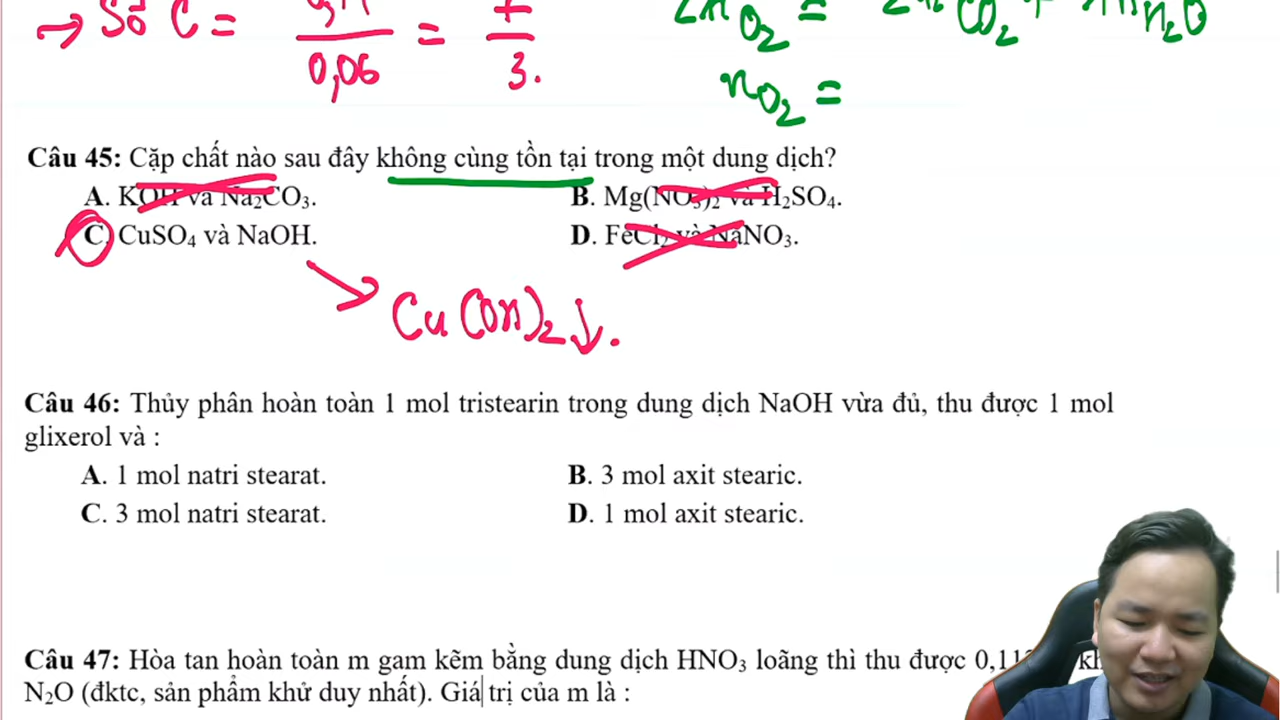 → Số C = = 3.
0,06
nO₂ =
Câu 45: Cặp chất nào sau đây không cùng tồn tại trong một dung dịch?
A. KOH và Na₂CO₃. B. Mg(NO₃)₂ và H₂SO₄.
C. CuSO₄ và NaOH. D. FeCl₂ và NaNO₃.
Cu(OH)₂↓.
Câu 46: Thủy phân hoàn toàn 1 mol tristearin trong dung dịch NaOH vừa đủ, thu được 1 mol
glixerol và :
A. 1 mol natri stearat. B. 3 mol axit stearic.
C. 3 mol natri stearat. D. 1 mol axit stearic.
Câu 47: Hòa tan hoàn toàn m gam kẽm bằng dung dịch HNO₃ loãng thì thu được
N₂O (đktc, sản phẩm khử duy nhất). Giá trị của m là :